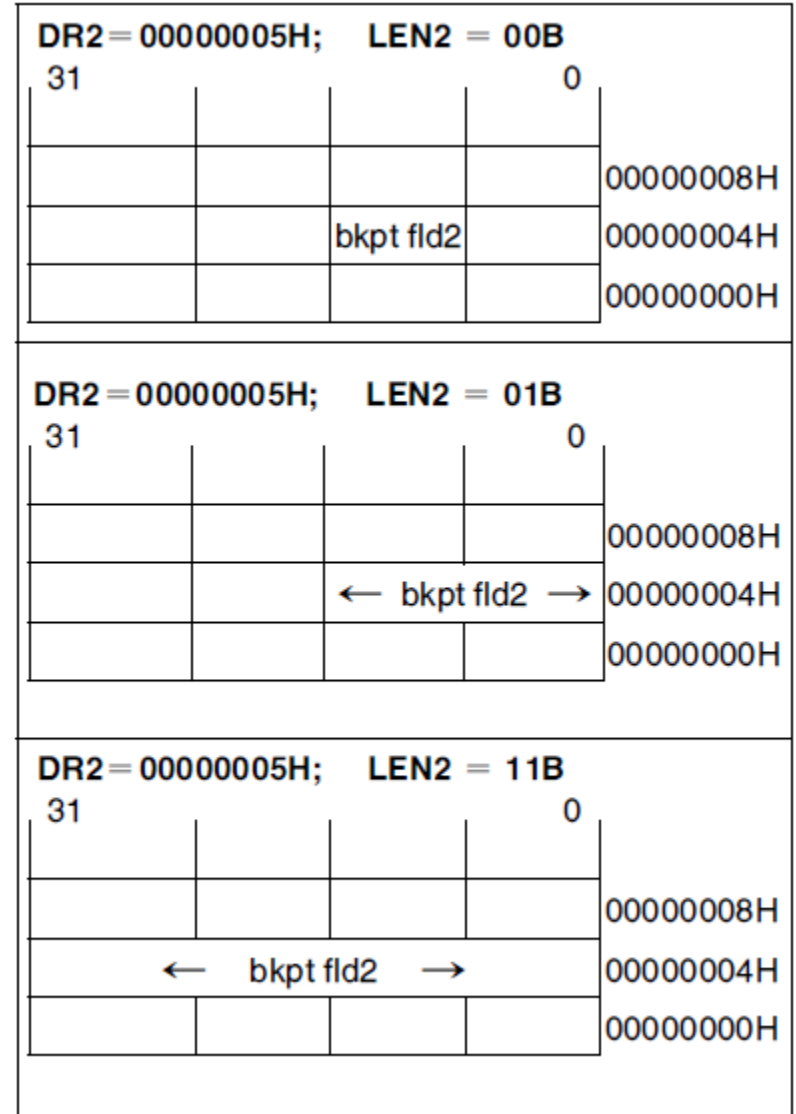 DR2=00000005H; LEN2 = 00B
31 0
00000008H
bkpt fld2 00000004H
00000000H
DR2=00000005H; LEN2 = 01B
31 0
00000008H
← bkpt fld2 → 00000004H
00000000H
DR2=00000005H; LEN2 = 11B
31 0
00000008H
← bkpt fld2 → 00000004H
00000000H